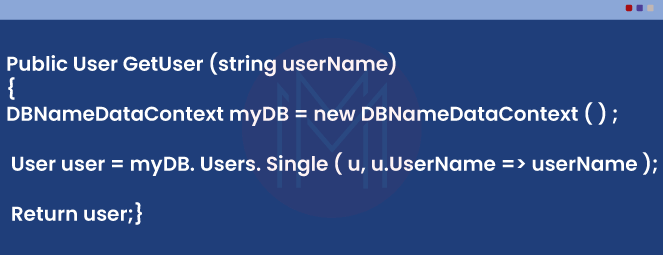 Public User GetUser (string userName)
{
DBNameDataContext myDB = new DBNameDataContext ( ) ;
User user = myDB. Users. Single ( u, u.UserName => userName );
Return user;}